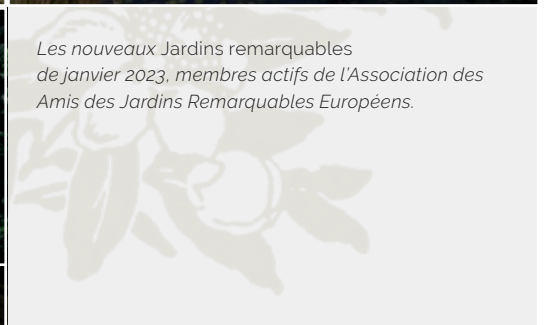 Les nouveaux Jardins remarquables
de janvier 2023, membres actifs de l’Association des
Amis des Jardins Remarquables Européens.